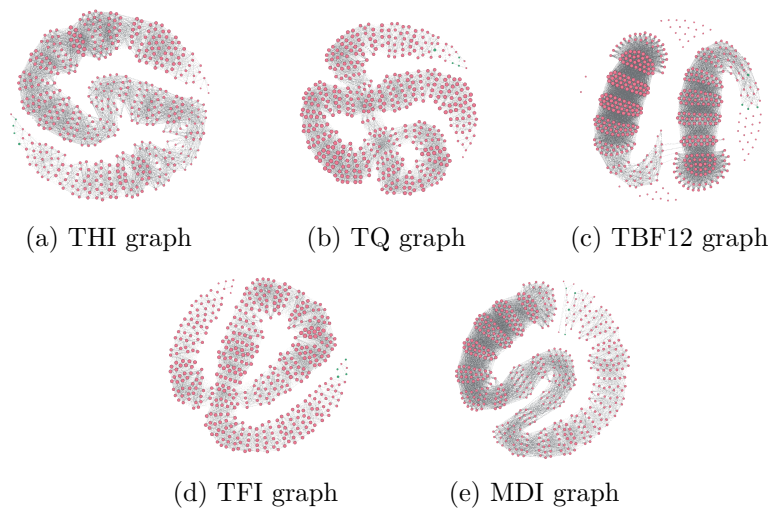 (a) THI graph
(b) TQ graph
(c) TBF12 graph
(d) TFI graph
(e) MDI graph